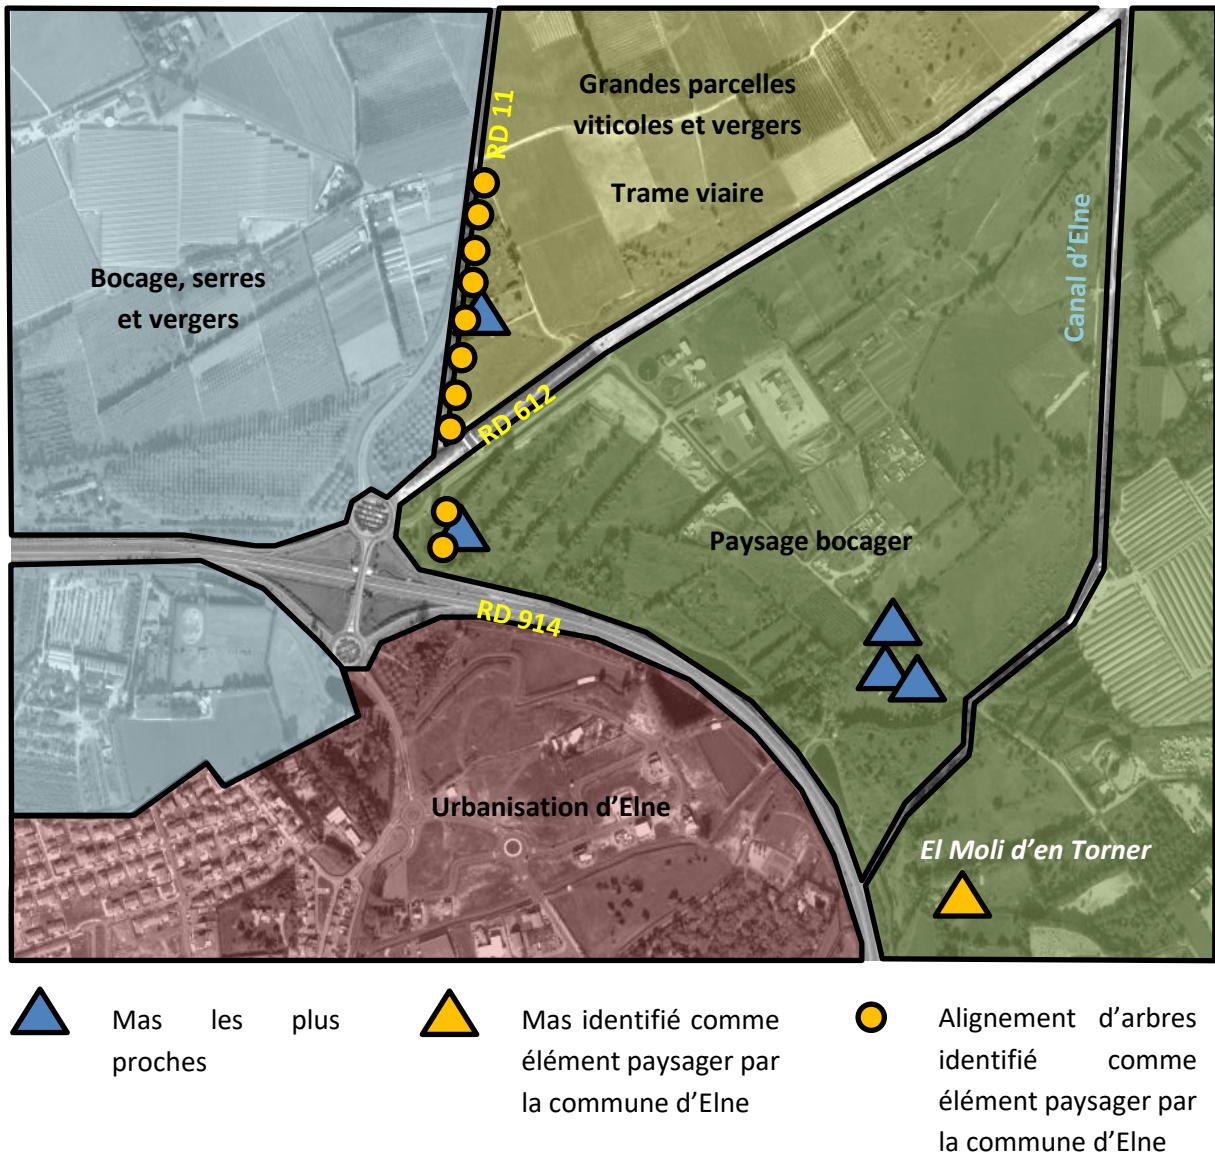 Grandes parcelles
viticoles et vergers
Trame viaire
RD 11
Bocage, serres
et vergers
Canal d'Elne
RD 612
Paysage bocager
RD 914
Urbanisation d'Elne
El Moli d'en Torner
Mas les plus
proches
Mas identifié comme
élément paysager par
la commune d'Elne
Alignement d'arbres
identifié comme
élément paysager par
la commune d'Elne